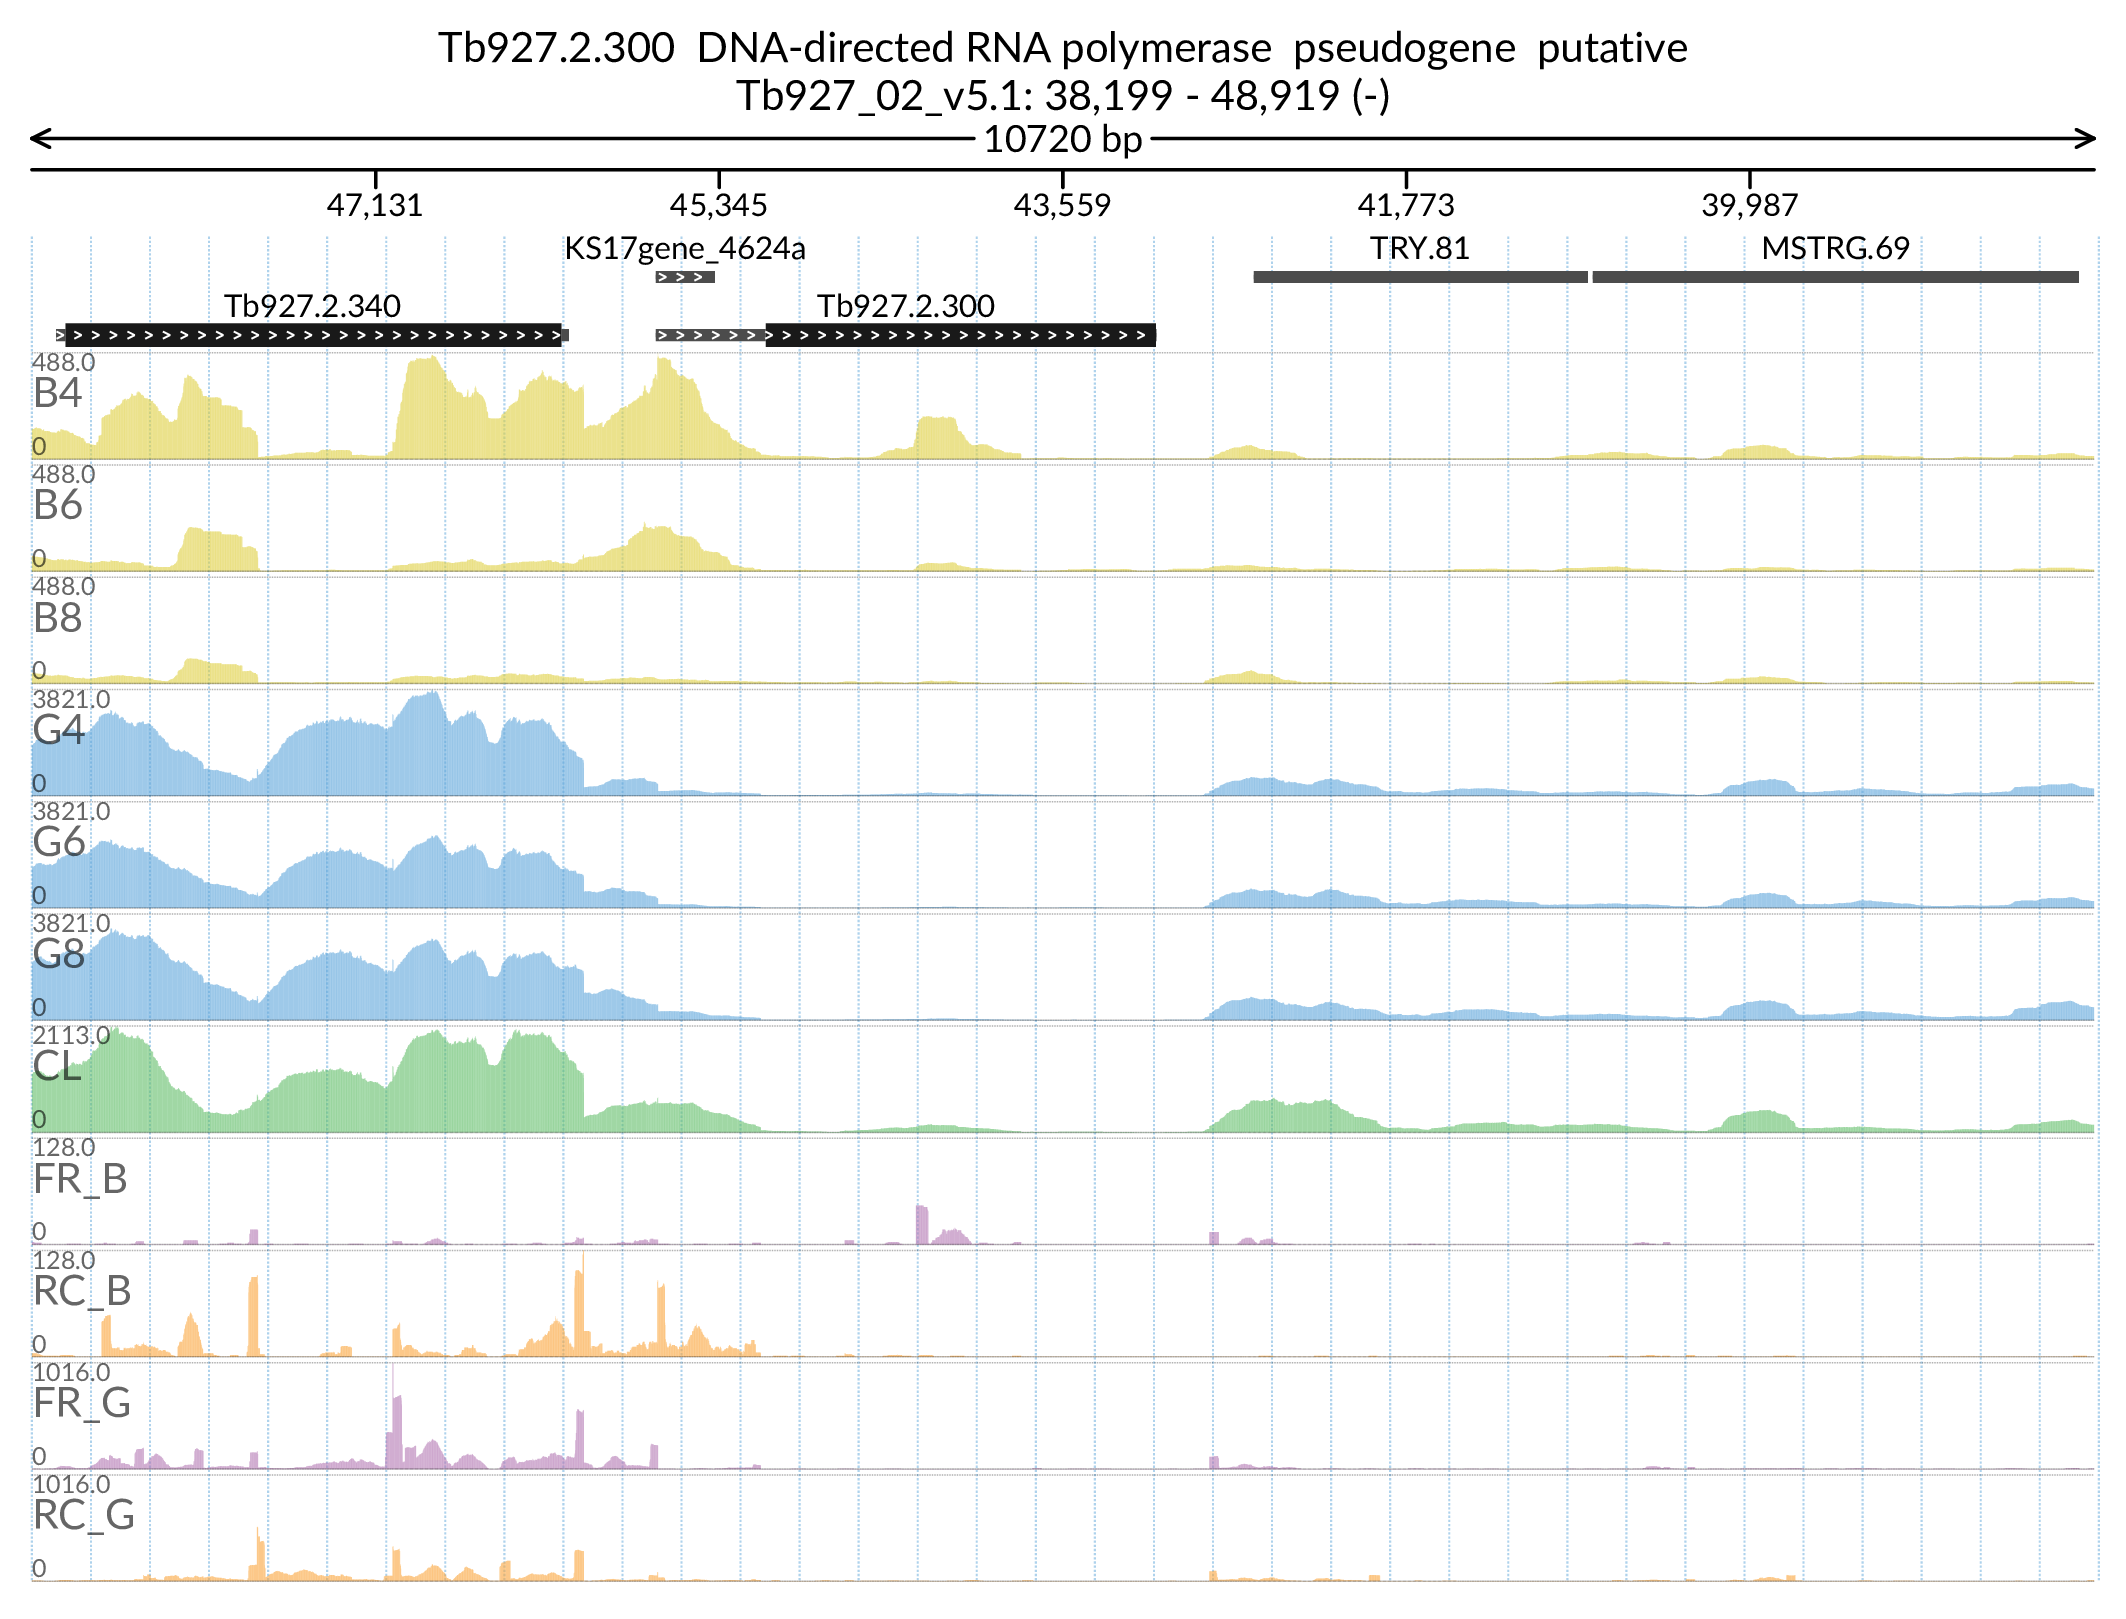 Tb927.2.300 DNA-directed RNA polymerase pseudogene putative
Tb927_02_v5.1: 38,199 - 48,919 (-)
10720 bp
47,131 45,345 43,559 41,773 39,987
KS17gene_4624a TRY.81 MSTRG.69
Tb927.2.340 Tb927.2.300
488.0
B4
0
488.0
B6
0
488.0
B8
0
3821.0
G4
0
3821.0
G6
0
3821.0
G8
0
2113.0
CL
0
128.0
FR_B
0
128.0
RC_B
0
1016.0
FR_G
0
1016.0
RC_G
0